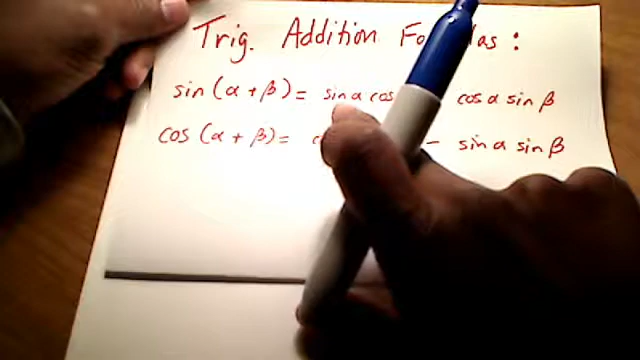 Trig. Addition Fo las :
sin (α + β) = sin α cos cos α sin β
cos (α + β) = c - sin α sin β